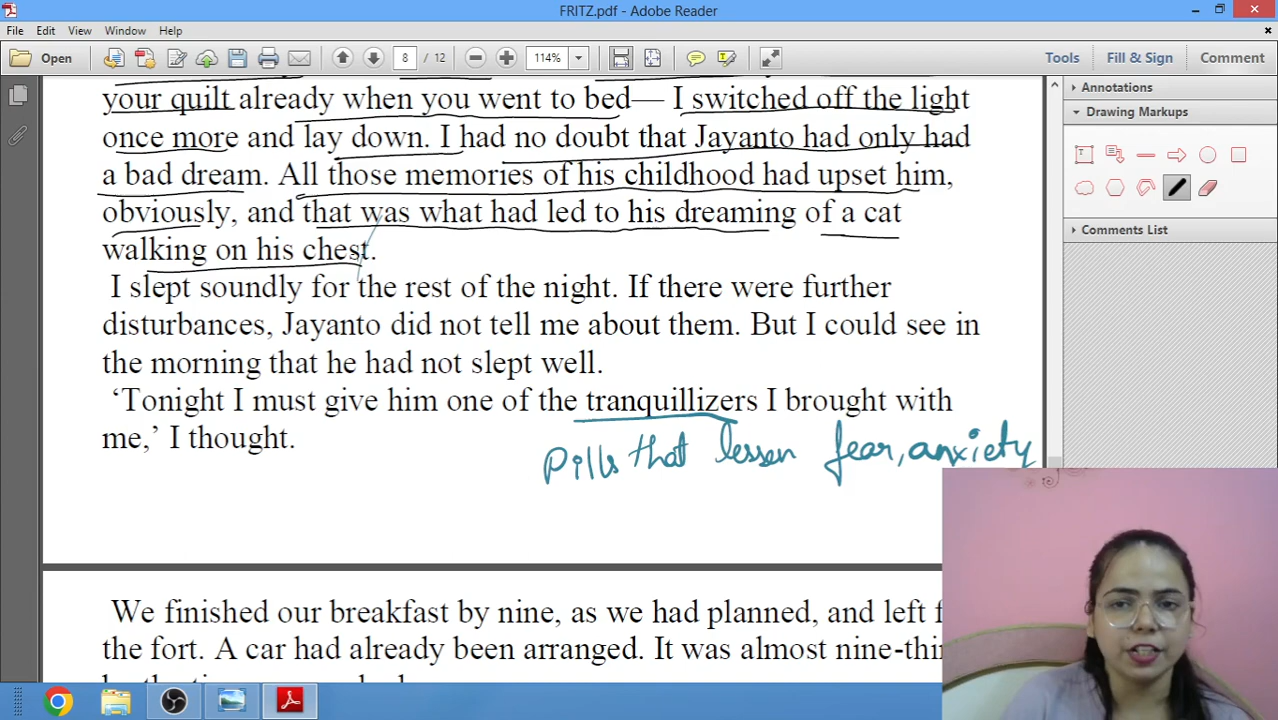 FRITZ.pdf - Adobe Reader
File Edit View Window Help
Open 8 / 12 114% Tools Fill & Sign Comment
Annotations
Drawing Markups
Comments List
your quilt already when you went to bed— I switched off the light
once more and lay down. I had no doubt that Jayanto had only had
a bad dream. All those memories of his childhood had upset him,
obviously, and that was what had led to his dreaming of a cat
walking on his chest.
I slept soundly for the rest of the night. If there were further
disturbances, Jayanto did not tell me about them. But I could see in
the morning that he had not slept well.
‘Tonight I must give him one of the tranquillizers I brought with
me,’ I thought.
Pills that lessen fear, anxiety
We finished our breakfast by nine, as we had planned, and left
the fort. A car had already been arranged. It was almost